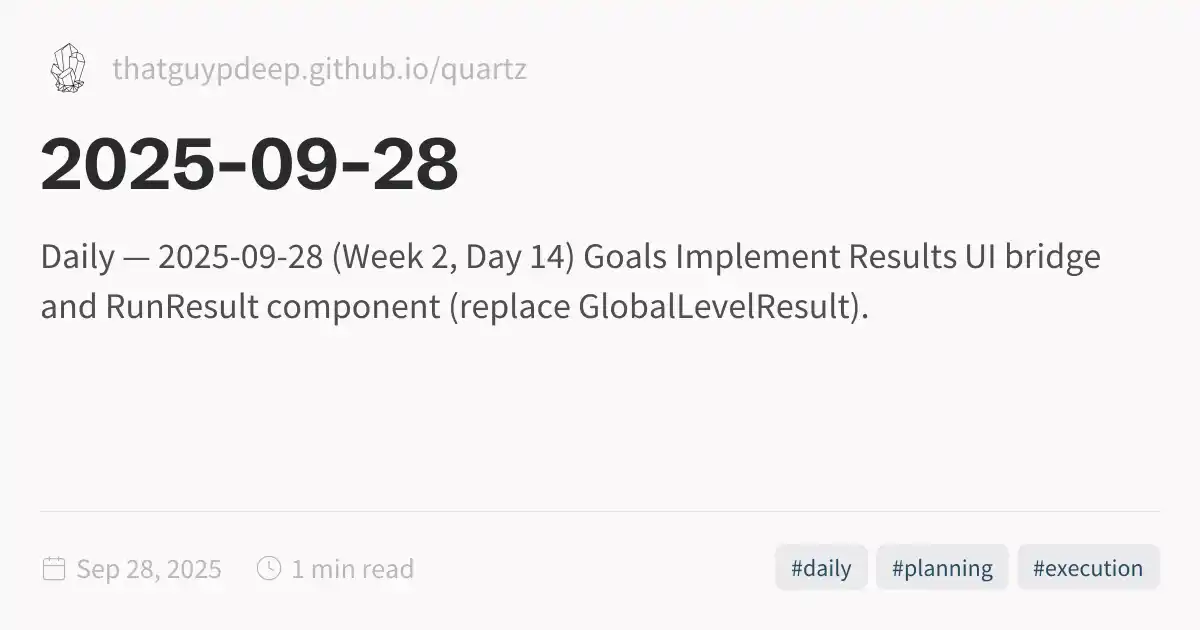 thatguypdeep.github.io/quartz
2025-09-28
Daily — 2025-09-28 (Week 2, Day 14) Goals Implement Results UI bridge
and RunResult component (replace GlobalLevelResult).
Sep 28, 2025 1 min read #daily #planning #execution